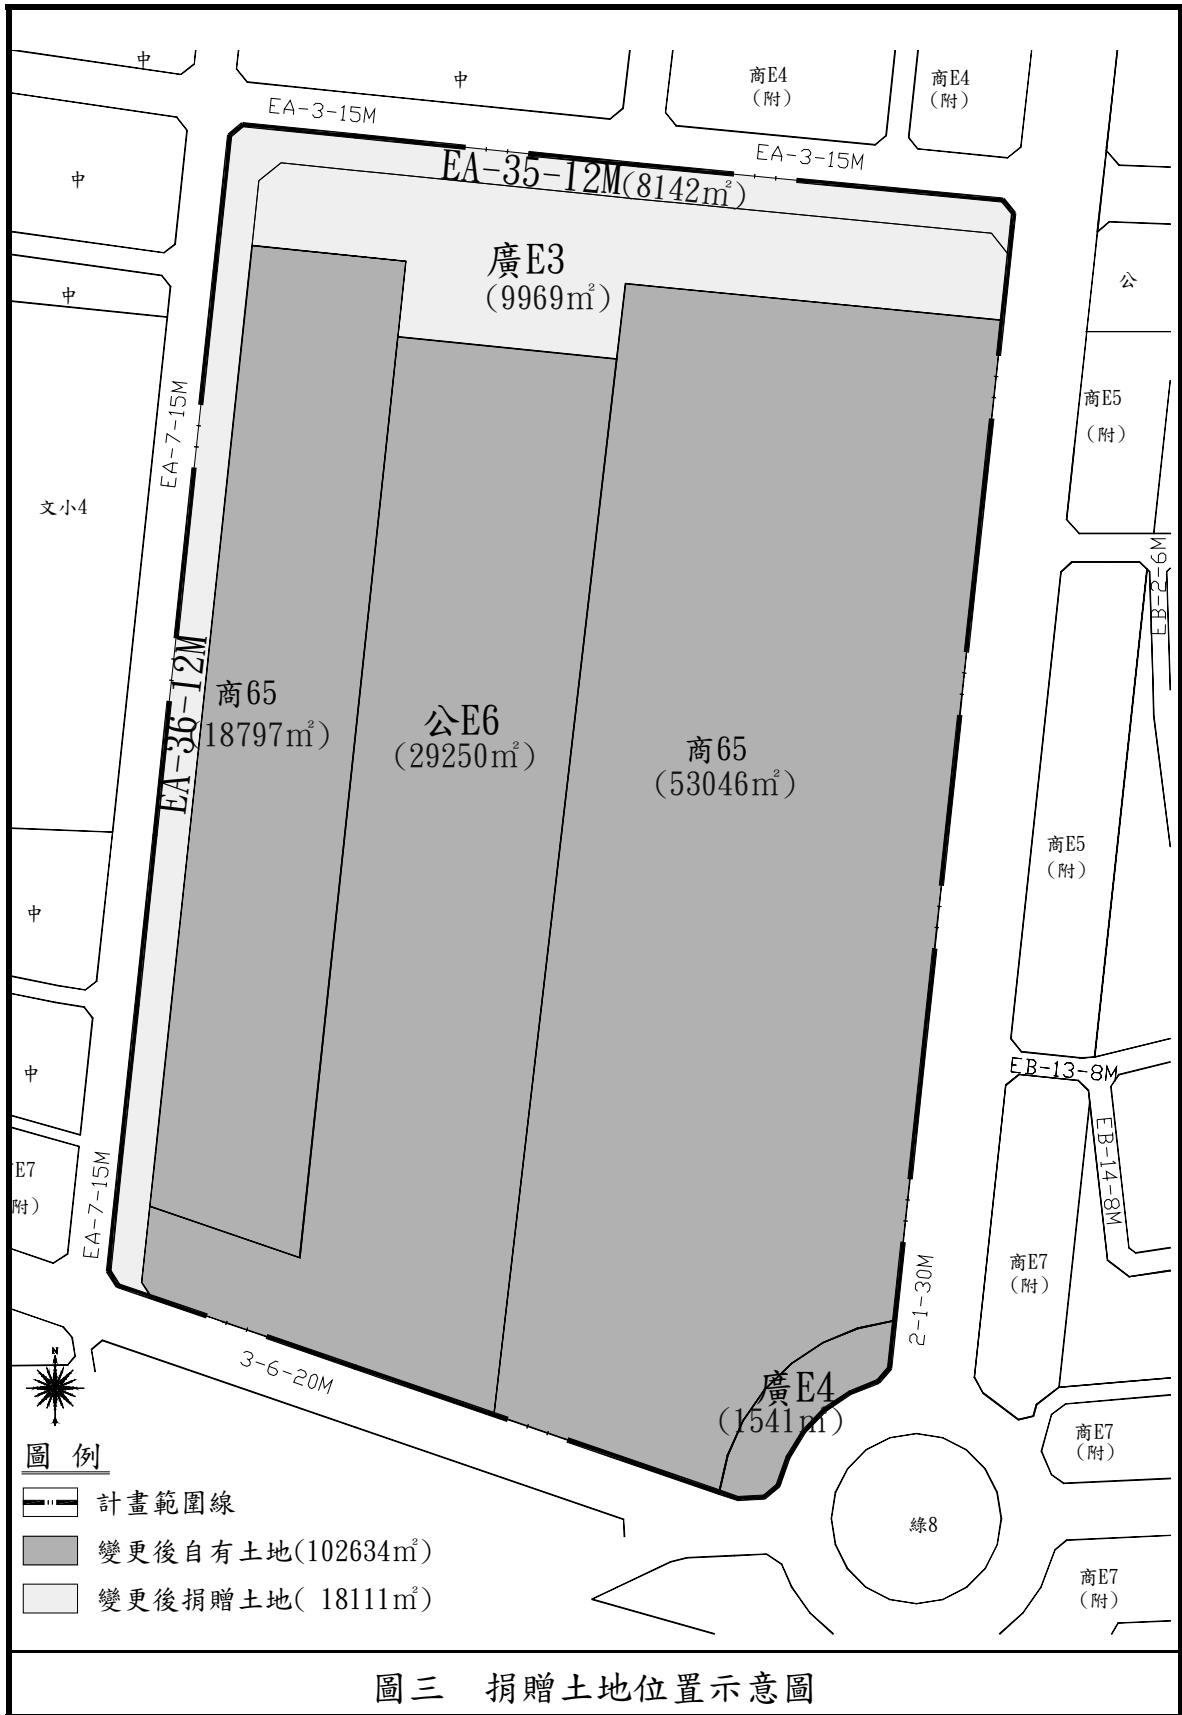 中
中
商E4
(附)
商E4
(附)
EA-3-15M
EA-3-15M
EA-35-12M(8142㎡)
中
廣E3
(9969㎡)
公
中
EA-7-15M
商E5
(附)
文小4
EB-2-6M
EA-36-12M
商65
(18797㎡)
公E6
(29250㎡)
商65
(53046㎡)
商E5
(附)
中
中
EB-13-8M
EB-14-8M
E7
附)
EA-7-15M
商E7
(附)
2-1-30M
3-6-20M
廣E4
(1541㎡)
商E7
(附)
綠8
商E7
(附)
N
圖 例
計畫範圍線
變更後自有土地(102634㎡)
變更後捐贈土地( 18111㎡)
圖三 捐贈土地位置示意圖